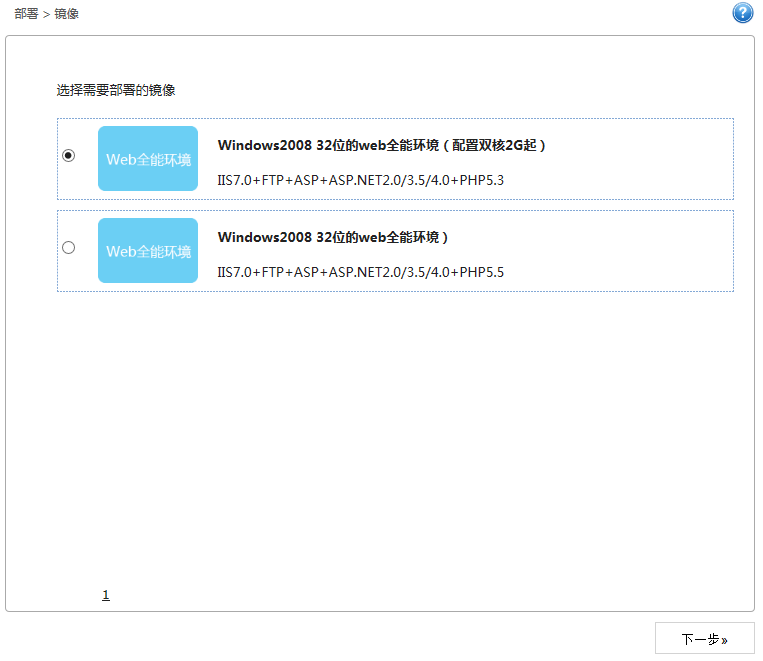 部署 > 镜像
?
选择需要部署的镜像
Web全能环境
Windows2008 32位的web全能环境（配置双核2G起）
IIS7.0+FTP+ASP+ASP.NET2.0/3.5/4.0+PHP5.3
Web全能环境
Windows2008 32位的web全能环境）
IIS7.0+FTP+ASP+ASP.NET2.0/3.5/4.0+PHP5.5
1
下一步»